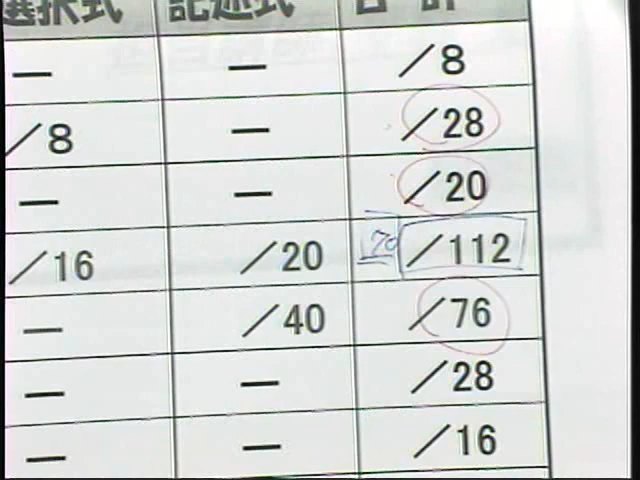 選択式 記述式 合計
— — /8
/8 — /28
— — /20
/16 /20 70 /112
— /40 /76
— — /28
— — /16